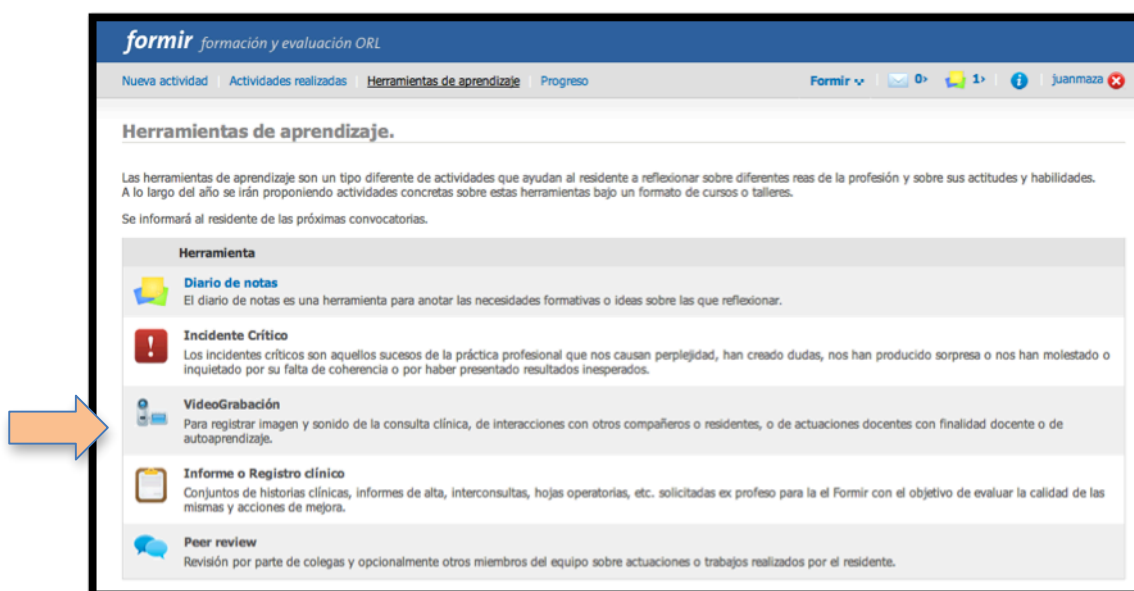 formir formación y evaluación ORL
Nueva actividad Actividades realizadas Herramientas de aprendizaje Progreso Formir 0 1 juanmaza
Herramientas de aprendizaje.
Las herramientas de aprendizaje son un tipo diferente de actividades que ayudan al residente a reflexionar sobre diferentes reas de la profesión y sobre sus actitudes y habilidades.
A lo largo del año se irán proponiendo actividades concretas sobre estas herramientas bajo un formato de cursos o talleres.
Se informará al residente de las próximas convocatorias.
Herramienta
Diario de notas
El diario de notas es una herramienta para anotar las necesidades formativas o ideas sobre las que reflexionar.
Incidente Crítico
Los incidentes críticos son aquellos sucesos de la práctica profesional que nos causan perplejidad, han creado dudas, nos han producido sorpresa o nos han molestado o
inquietado por su falta de coherencia o por haber presentado resultados inesperados.
VideoGrabación
Para registrar imagen y sonido de la consulta clínica, de interacciones con otros compañeros o residentes, o de actuaciones docentes con finalidad docente o de
autoaprendizaje.
Informe o Registro clínico
Conjuntos de historias clínicas, informes de alta, interconsultas, hojas operatorias, etc. solicitadas ex profeso para la el Formir con el objetivo de evaluar la calidad de las
mismas y acciones de mejora.
Peer review
Revisión por parte de colegas y opcionalmente otros miembros del equipo sobre actuaciones o trabajos realizados por el residente.